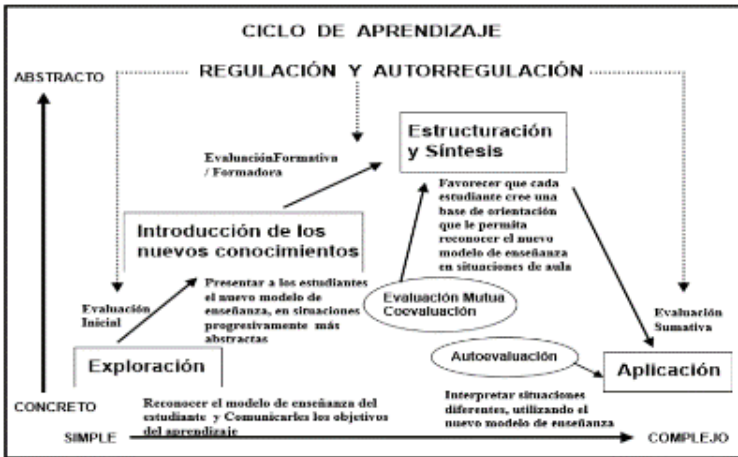 CICLO DE APRENDIZAJE
REGULACIÓN Y AUTORREGULACIÓN
ABSTRACTO
Estructuración
y Síntesis
EvaluaciónFormativa
/ Formadora
Favorecer que cada
estudiante cree una
base de orientación
que le permita
reconocer el nuevo
modelo de enseñanza
en situaciones de aula
Introducción de los
nuevos conocimientos
Presentar a los estudiantes
el nuevo modelo de
enseñanza, en situaciones
progresivamente más
abstractas
Evaluación Mutua
Coevaluación
Evaluación
Inicial
Evaluación
Sumativa
Exploración
Autoevaluación
Aplicación
Reconocer el modelo de enseñanza del
estudiante y Comunicarles los objetivos
del aprendizaje
Interpretar situaciones
diferentes, utilizando el
nuevo modelo de enseñanza
CONCRETO
SIMPLE
COMPLEJO